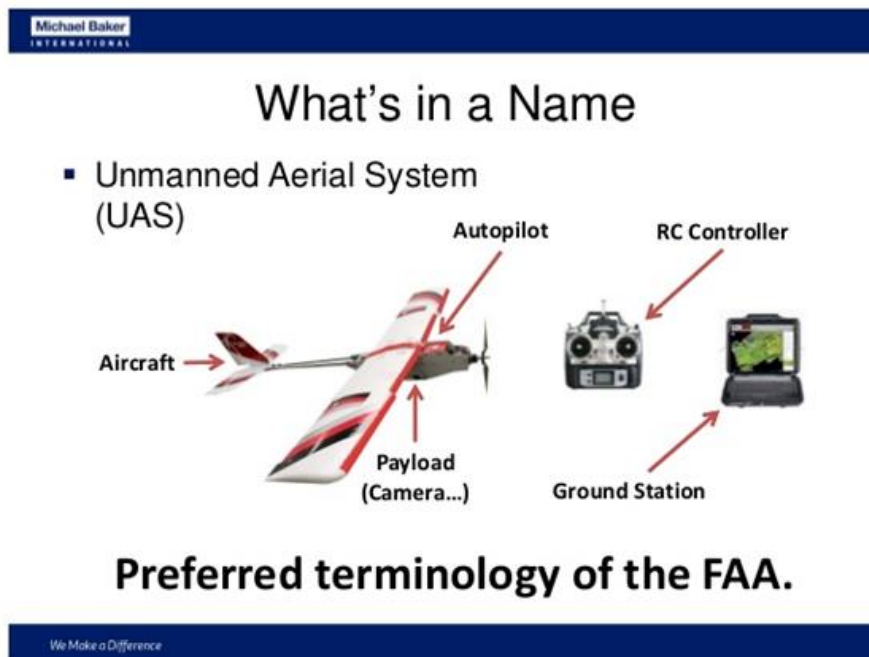 Michael Baker
INTERNATIONAL
What's in a Name
▪ Unmanned Aerial System
(UAS)
Autopilot
RC Controller
Aircraft
Payload
(Camera...)
Ground Station
Preferred terminology of the FAA.
We Make a Difference